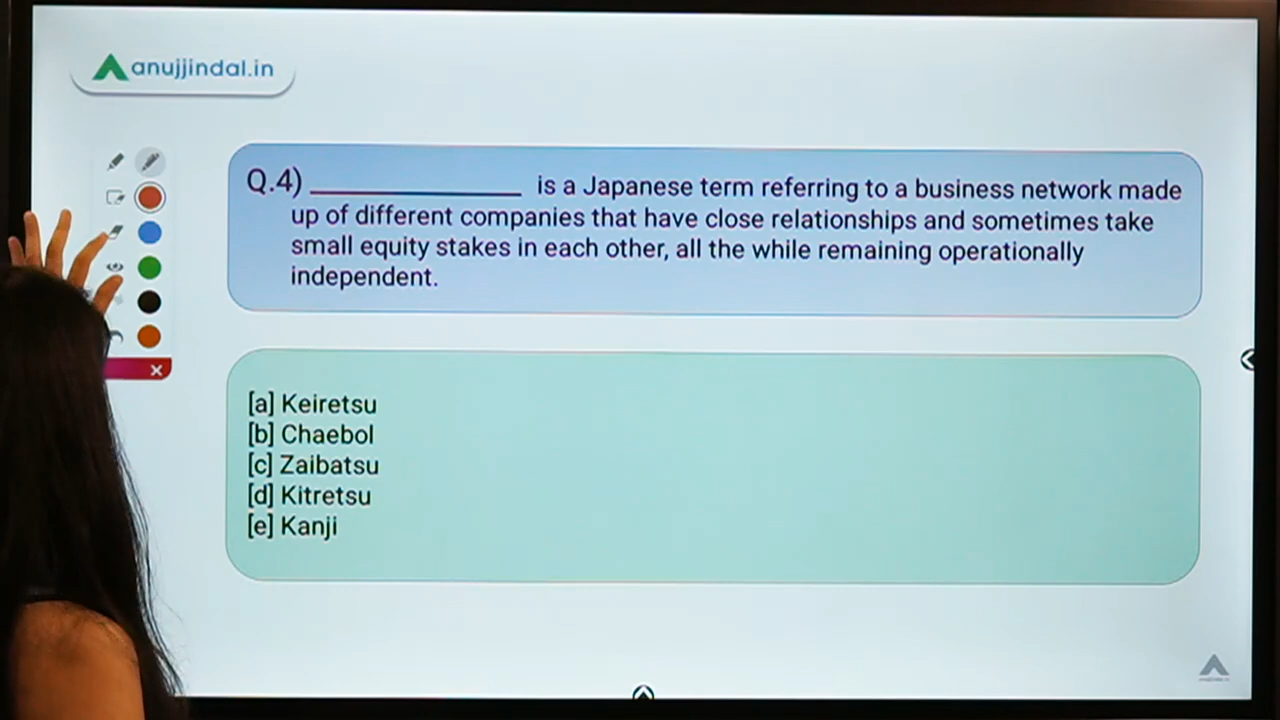 anujjindal.in
Q.4) ______________ is a Japanese term referring to a business network made
up of different companies that have close relationships and sometimes take
small equity stakes in each other, all the while remaining operationally
independent.
[a] Keiretsu
[b] Chaebol
[c] Zaibatsu
[d] Kitretsu
[e] Kanji